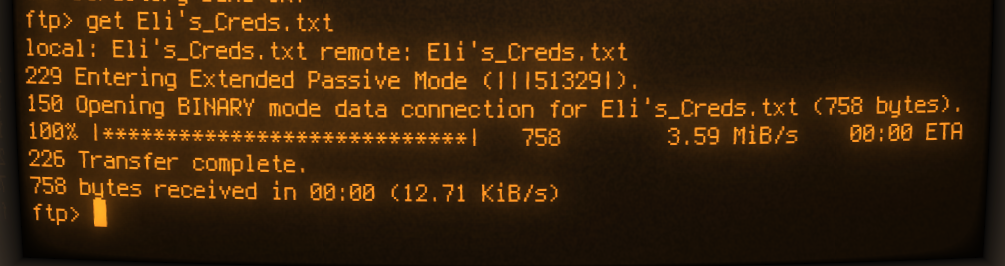 ftp> get Eli's_Creds.txt
local: Eli's_Creds.txt remote: Eli's_Creds.txt
229 Entering Extended Passive Mode (|||51329|).
150 Opening BINARY mode data connection for Eli's_Creds.txt (758 bytes).
100% |*****************************| 758 3.59 MiB/s 00:00 ETA
226 Transfer complete.
758 bytes received in 00:00 (12.71 KiB/s)
ftp>